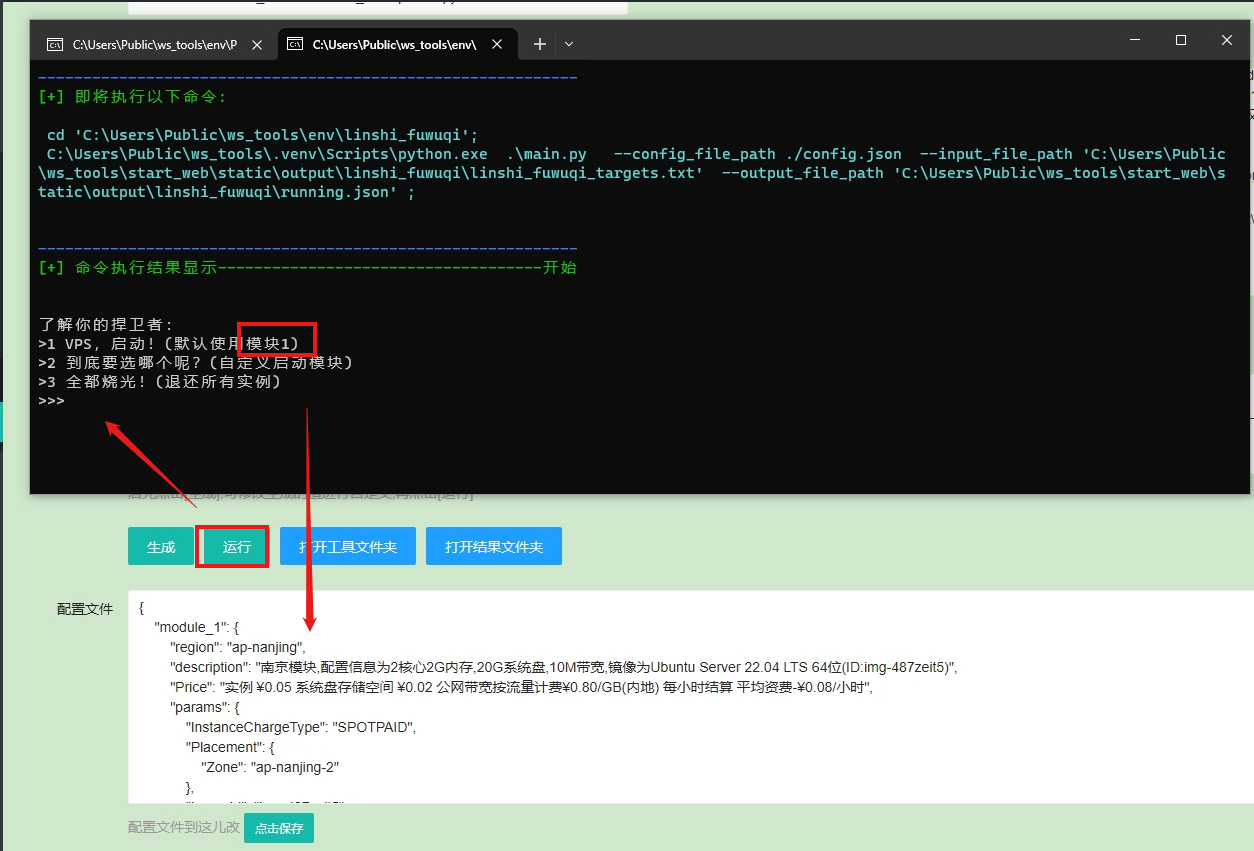 C:\Users\Public\ws_tools\env\P
C:\Users\Public\ws_tools\env\
[+] 即将执行以下命令:
cd 'C:\Users\Public\ws_tools\env\linshi_fuwuqi';
C:\Users\Public\ws_tools\.venv\Scripts\python.exe .\main.py --config_file_path ./config.json --input_file_path 'C:\Users\Public
\ws_tools\start_web\static\output\linshi_fuwuqi\linshi_fuwuqi_targets.txt' --output_file_path 'C:\Users\Public\ws_tools\start_web\s
tatic\output\linshi_fuwuqi\running.json' ;
[+] 命令执行结果显示------------------------------------开始
了解你的捍卫者:
>1 VPS, 启动! (默认使用模块1)
>2 到底要选哪个呢? (自定义启动模块)
>3 全都烧光! (退还所有实例)
>>>
生成 运行 打开工具文件夹 打开结果文件夹
配置文件
{
"module_1": {
"region": "ap-nanjing",
"description": "南京模块,配置信息为2核心2G内存,20G系统盘,10M带宽,镜像为Ubuntu Server 22.04 LTS 64位(ID:img-487zeit5)",
"Price": "实例 ¥0.05 系统盘存储空间 ¥0.02 公网带宽按流量计费¥0.80/GB(内地) 每小时结算 平均资费-¥0.08/小时",
"params": {
"InstanceChargeType": "SPOTPAID",
"Placement": {
"Zone": "ap-nanjing-2"
},
配置文件到这儿改 点击保存